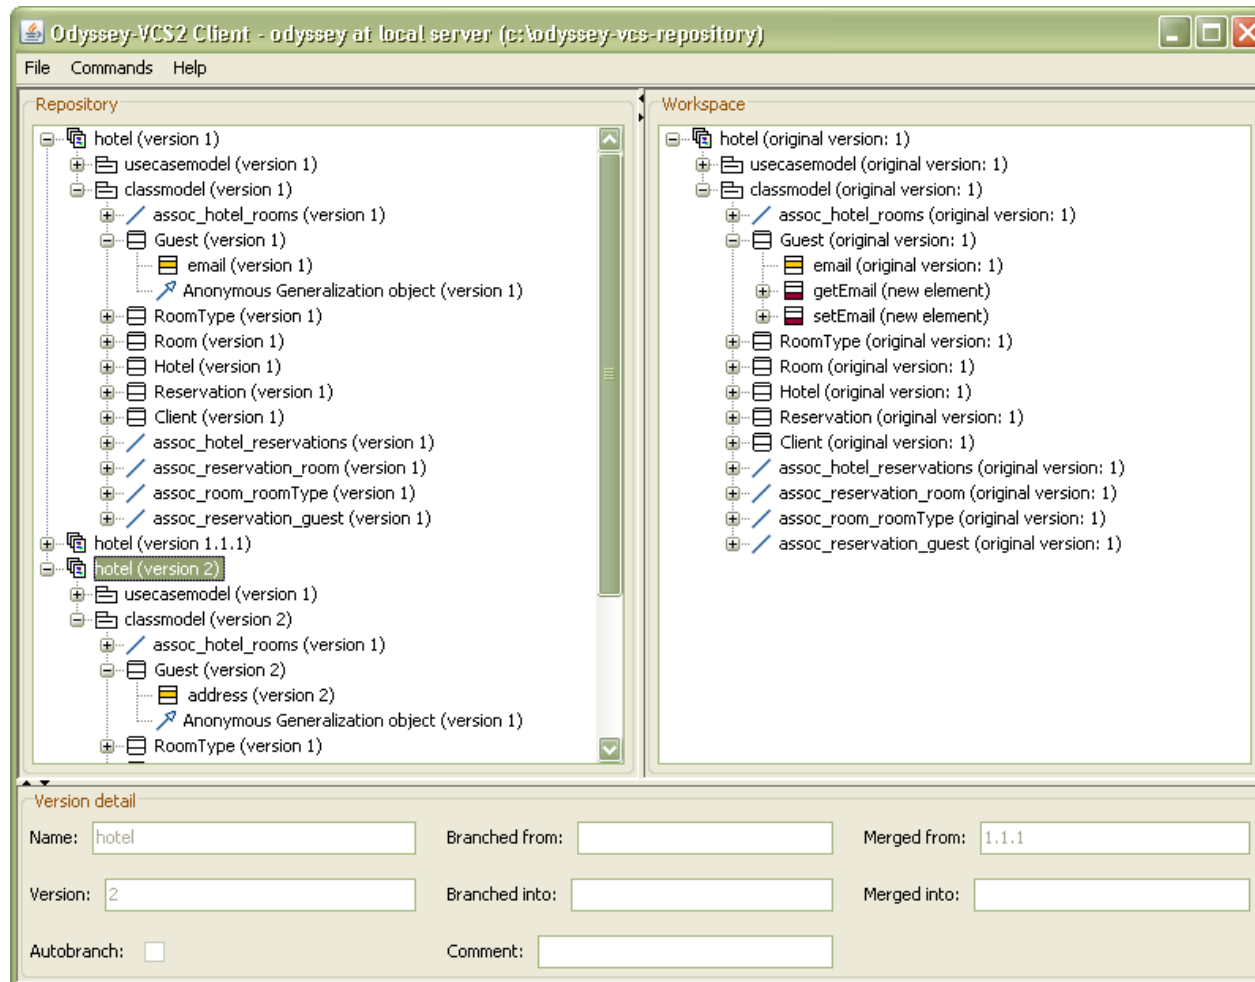 Odyssey-VCS2 Client - odyssey at local server (c:\odyssey-vcs-repository)
File Commands Help
Repository
hotel (version 1)
usecasemodel (version 1)
classmodel (version 1)
assoc_hotel_rooms (version 1)
Guest (version 1)
email (version 1)
Anonymous Generalization object (version 1)
RoomType (version 1)
Room (version 1)
Hotel (version 1)
Reservation (version 1)
Client (version 1)
assoc_hotel_reservations (version 1)
assoc_reservation_room (version 1)
assoc_room_roomType (version 1)
assoc_reservation_guest (version 1)
hotel (version 1.1.1)
hotel (version 2)
usecasemodel (version 1)
classmodel (version 2)
assoc_hotel_rooms (version 1)
Guest (version 2)
address (version 2)
Anonymous Generalization object (version 1)
RoomType (version 1)
Workspace
hotel (original version: 1)
usecasemodel (original version: 1)
classmodel (original version: 1)
assoc_hotel_rooms (original version: 1)
Guest (original version: 1)
email (original version: 1)
getEmail (new element)
setEmail (new element)
RoomType (original version: 1)
Room (original version: 1)
Hotel (original version: 1)
Reservation (original version: 1)
Client (original version: 1)
assoc_hotel_reservations (original version: 1)
assoc_reservation_room (original version: 1)
assoc_room_roomType (original version: 1)
assoc_reservation_guest (original version: 1)
Version detail
Name: hotel Branched from: Merged from: 1.1.1
Version: 2 Branched into: Merged into:
Autobranch: Comment: